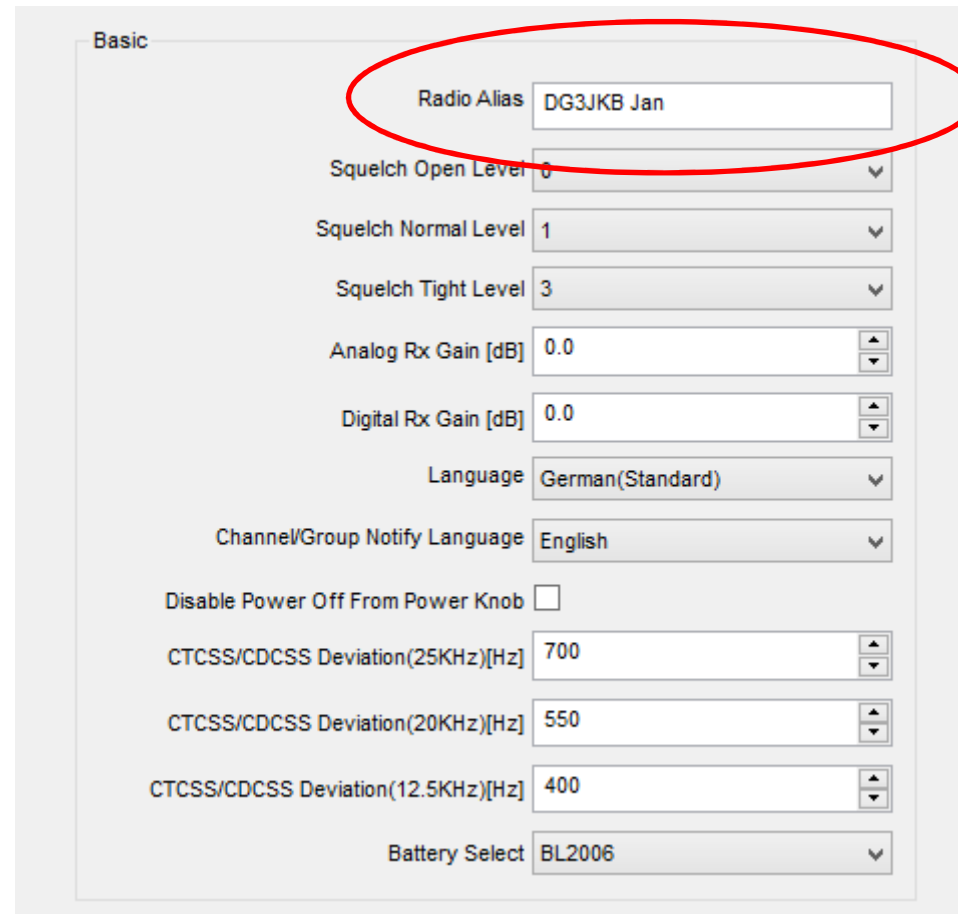 Basic
Radio Alias DG3JKB Jan
Squelch Open Level 0
Squelch Normal Level 1
Squelch Tight Level 3
Analog Rx Gain [dB] 0.0
Digital Rx Gain [dB] 0.0
Language German(Standard)
Channel/Group Notify Language English
Disable Power Off From Power Knob
CTCSS/CDCSS Deviation(25KHz)[Hz] 700
CTCSS/CDCSS Deviation(20KHz)[Hz] 550
CTCSS/CDCSS Deviation(12.5KHz)[Hz] 400
Battery Select BL2006